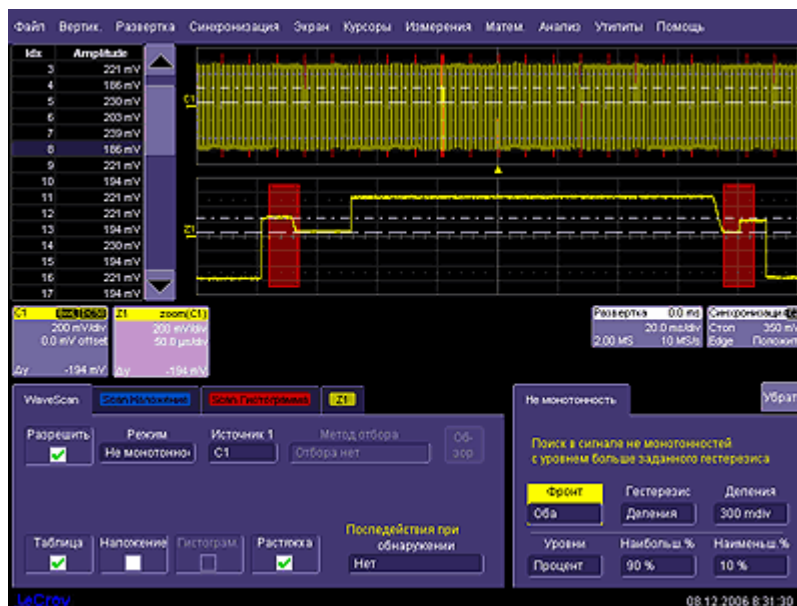 Файл Вертик. Развертка Синхронизация Экран Курсоры Измерения Матем. Анализ Утилиты Помощь
Idx Amplitude
3 221 mV
4 186 mV
5 230 mV
6 203 mV
7 239 mV
8 186 mV
9 221 mV
10 194 mV
11 221 mV
12 221 mV
13 194 mV
14 230 mV
15 194 mV
16 221 mV
17 194 mV
C1
Z1
C1
200 mV/div
0.0 mV offset
Δy -194 mV
Z1 zoom(C1)
200 mV/div
50.0 µs/div
Δy -194 mV
Развертка 0.0 ms
20.0 ms/div
2.00 MS 10 MS/s
Синхронизация
Стоп 350 mV
Edge Положит
WaveScan Scan Наложение Scan Гистограмма Z1
Разрешить Режим Источник 1 Метод отбора Об-
зор
Не монотонно C1 Отбора нет
Таблица Наложение Гистограм. Растяжка
Последействия при
обнаружении
Нет
Не монотонность
Убрат
Поиск в сигнале не монотонностей
с уровнем больше заданного гестерезиса
Фронт Гестерезис Деления
Оба Деления 300 mdiv
Уровни Наибольш.% Наименьш.%
Процент 90 % 10 %
LeCroy
08.12.2006 8:31:30